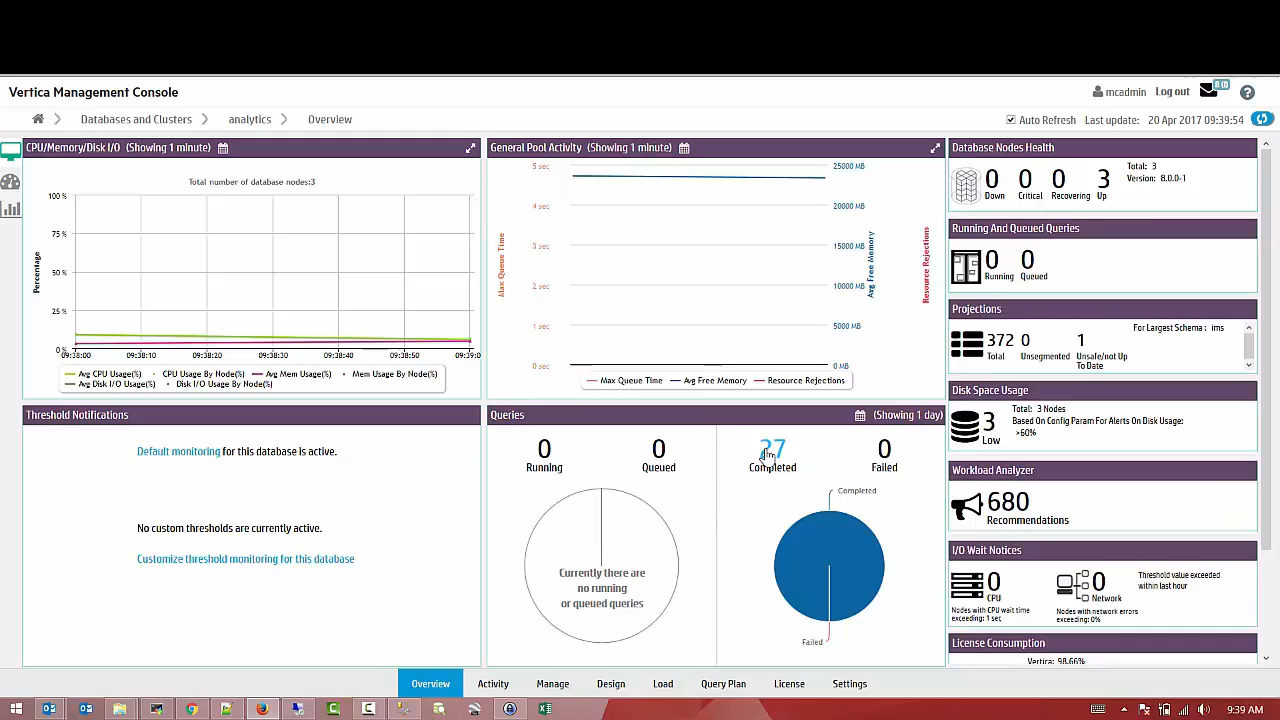 Vertica Management Console
mcadmin Log out
Databases and Clusters analytics Overview
Auto Refresh Last update: 20 Apr 2017 09:39:54
CPU/Memory/Disk I/O (Showing 1 minute)
Total number of database nodes:3
100 %
75 %
50 %
25 %
0 %
Percentage
09:38:00 09:38:10 09:38:20 09:38:30 09:38:40 09:38:50 09:39:0
Avg CPU Usage(%) CPU Usage By Node(%) Avg Mem Usage(%) Mem Usage By Node(%)
Avg Disk I/O Usage(%) Disk I/O Usage By Node(%)
General Pool Activity (Showing 1 minute)
5 sec 25000 MB
4 sec 20000 MB
3 sec 15000 MB
2 sec 10000 MB
1 sec 5000 MB
0 sec 0 MB
Max Queue Time
Avg Free Memory
Resource Rejections
Max Queue Time Avg Free Memory Resource Rejections
Database Nodes Health
0 0 0 3
Down Critical Recovering Up
Total: 3
Version: 8.0.0-1
Running And Queued Queries
0 0
Running Queued
Projections
For Largest Schema : ims
372 0 1
Total Unsegmented Unsafe/not Up
To Date
Disk Space Usage
3
Low
Total: 3 Nodes
Based On Config Param For Alerts On Disk Usage:
>60%
Workload Analyzer
680
Recommendations
I/O Wait Notices
0 0
CPU Network
Threshold value exceeded
within last hour
Nodes with CPU wait time
exceeding: 1 sec
Nodes with network errors
exceeding: 0%
License Consumption
Vertica: 98.66%
Threshold Notifications
Default monitoring for this database is active.
No custom thresholds are currently active.
Customize threshold monitoring for this database
Queries (Showing 1 day)
0 0 27 0
Running Queued Completed Failed
Currently there are
no running
or queued queries
Completed
Failed
Overview Activity Manage Design Load Query Plan License Settings
9:39 AM